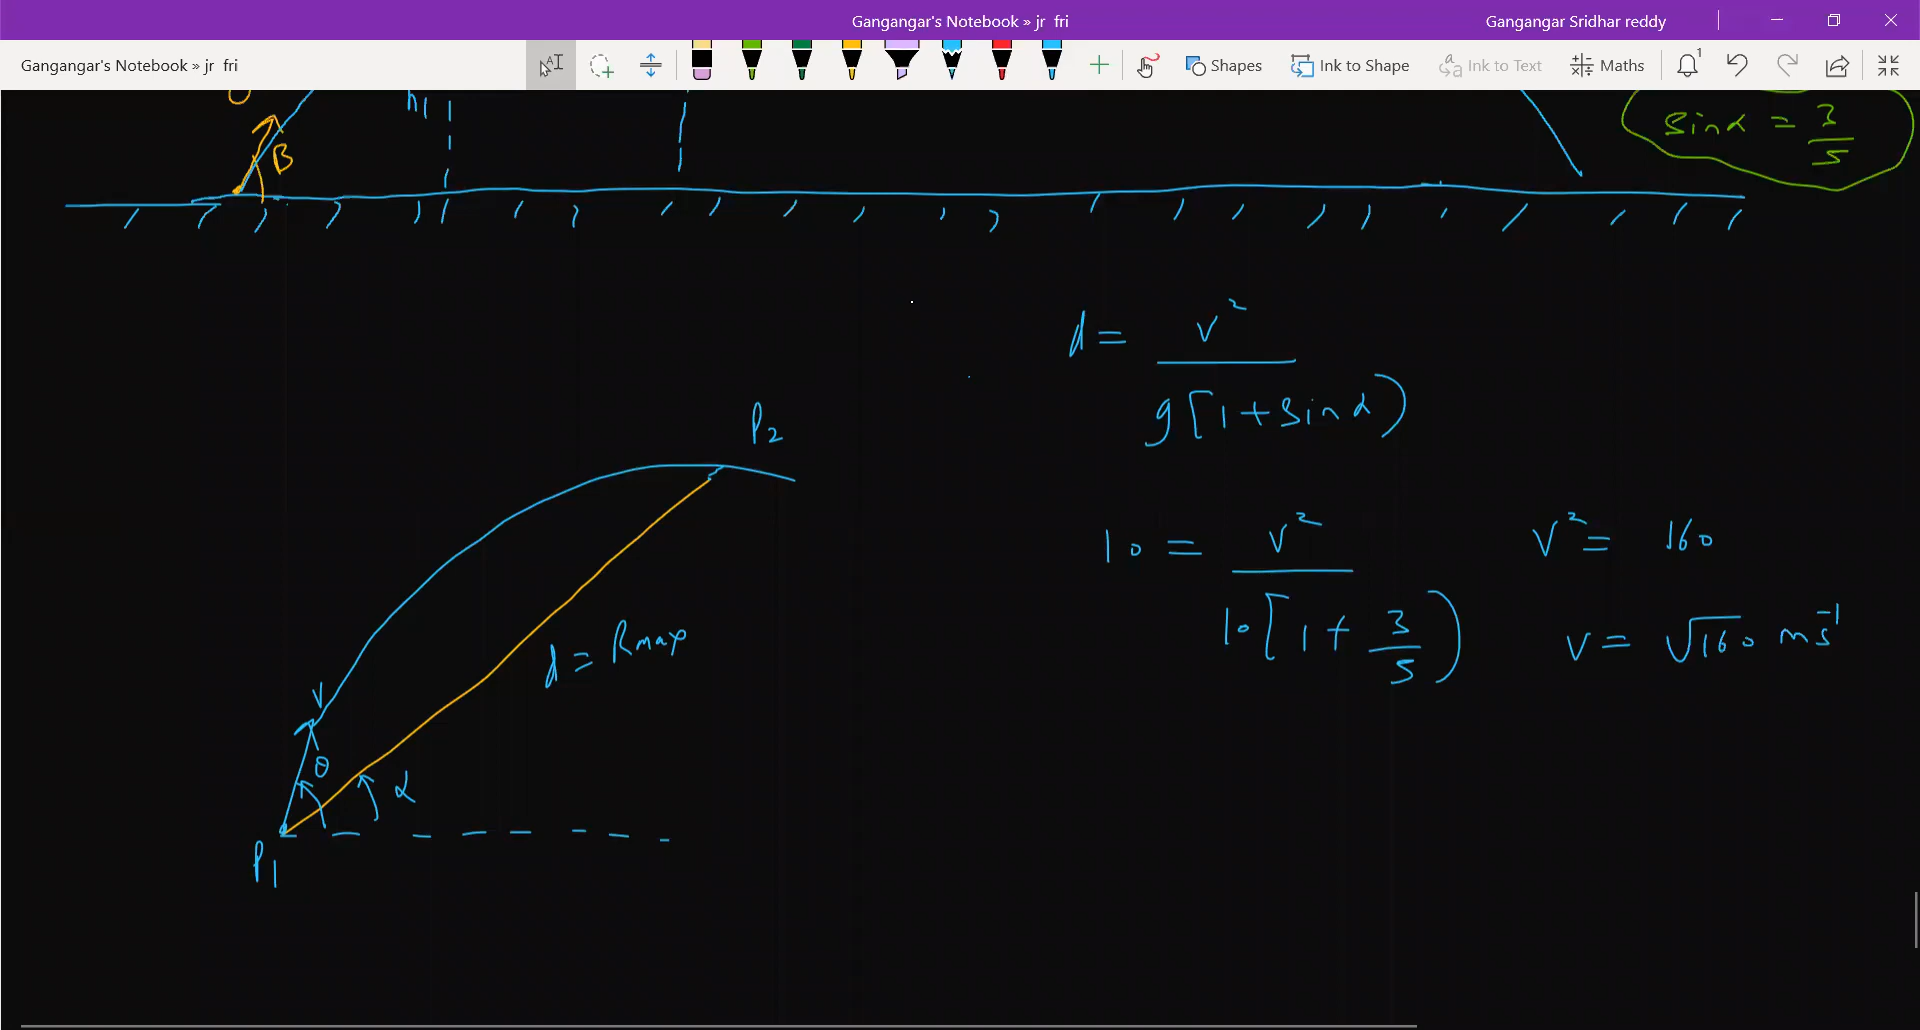 Gangangar's Notebook » jr fri
Gangangar Sridhar reddy
Gangangar's Notebook » jr fri
Shapes
Ink to Shape
Ink to Text
Maths
1
U
h1
β
sinα = 3/5
d = v²/g[1+sinα)
P2
10 = v²/10[1+3/5)
v² = 160
v = √160 ms⁻¹
d = Rmax
v
θ
α
P1